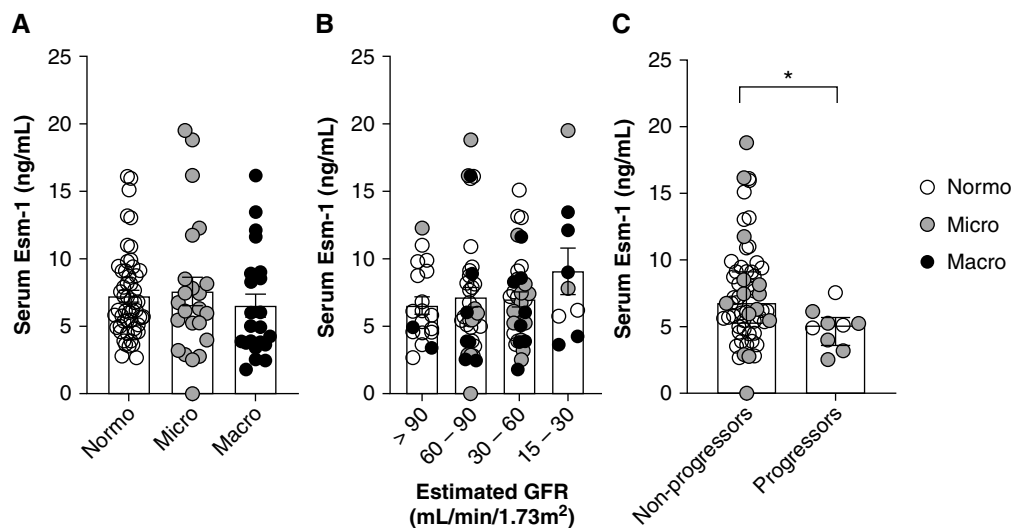 A
Serum Esm-1 (ng/mL)
25
20
15
10
5
0
Normo
Micro
Macro
B
Serum Esm-1 (ng/mL)
25
20
15
10
5
0
> 90
60 – 90
30 – 60
15 – 30
Estimated GFR
(mL/min/1.73m²)
C
Serum Esm-1 (ng/mL)
25
20
15
10
5
0
*
Non-progressors
Progressors
Normo
Micro
Macro